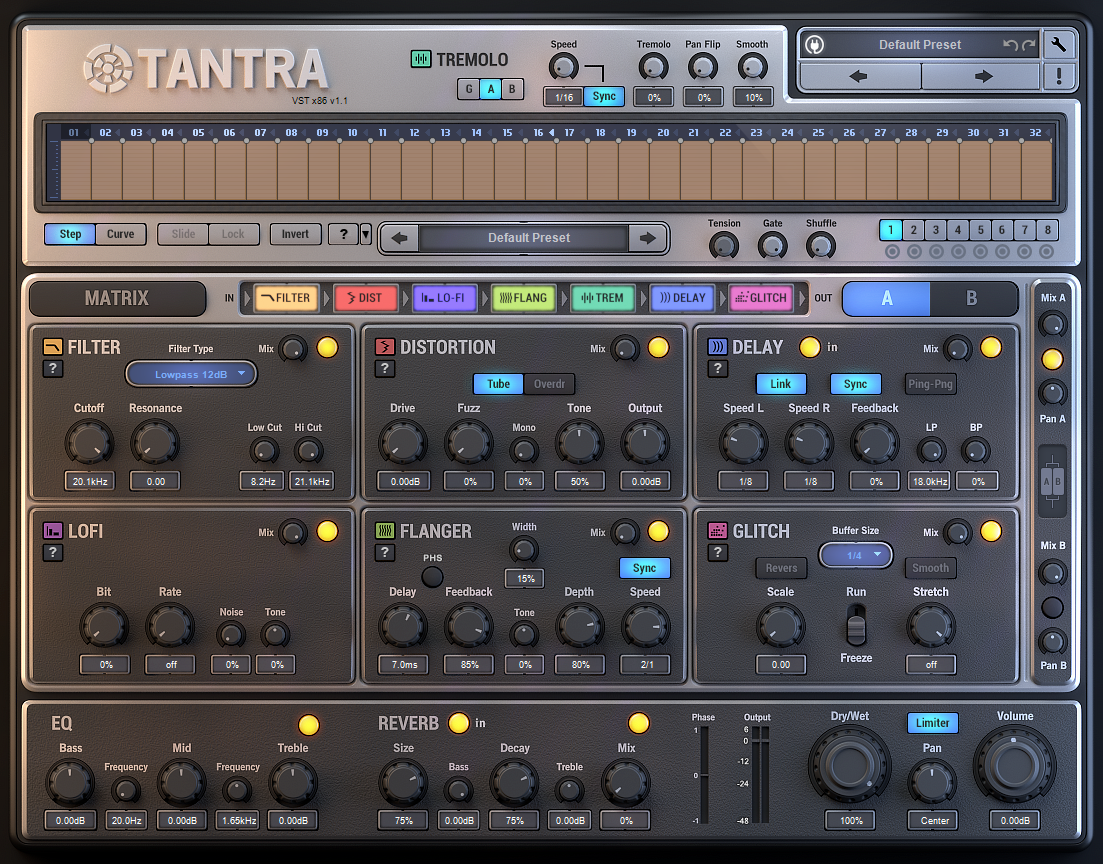 TANTRA
VST x86 v1.1
TREMOLO
G A B
Speed
1/16 Sync
Tremolo Pan Flip Smooth
0% 0% 10%
Default Preset
!
01 02 03 04 05 06 07 08 09 10 11 12 13 14 15 16 17 18 19 20 21 22 23 24 25 26 27 28 29 30 31 32
Step Curve Slide Lock Invert ?
Default Preset
Tension Gate Shuffle
1 2 3 4 5 6 7 8
MATRIX
IN FILTER DIST LO-FI FLANG TREM DELAY GLITCH OUT
A B
FILTER
?
Filter Type
Lowpass 12dB
Mix
Cutoff Resonance
Low Cut Hi Cut
20.1kHz 0.00 8.2Hz 21.1kHz
DISTORTION
?
Mix
Tube Overdr
Drive Fuzz Mono Tone Output
0.00dB 0% 0% 50% 0.00dB
DELAY in
?
Mix
Link Sync Ping-Png
Speed L Speed R Feedback LP BP
1/8 1/8 0% 18.0kHz 0%
Mix A
Pan A
A B
Mix B
Pan B
LOFI
?
Mix
Bit Rate Noise Tone
0% off 0% 0%
FLANGER
?
Width
15%
Mix
PHS
Sync
Delay Feedback Tone Depth Speed
7.0ms 85% 0% 80% 2/1
GLITCH
?
Buffer Size
1/4
Mix
Revers Smooth
Scale Run Stretch
Freeze
0.00 off
EQ
Bass Frequency Mid Frequency Treble
0.00dB 20.0Hz 0.00dB 1.65kHz 0.00dB
REVERB in
Size Bass Decay Treble Mix
75% 0.00dB 75% 0.00dB 0%
Phase
1
0
-1
Output
6
0
-12
-24
-48
Dry/Wet
100%
Limiter
Pan
Center
Volume
0.00dB